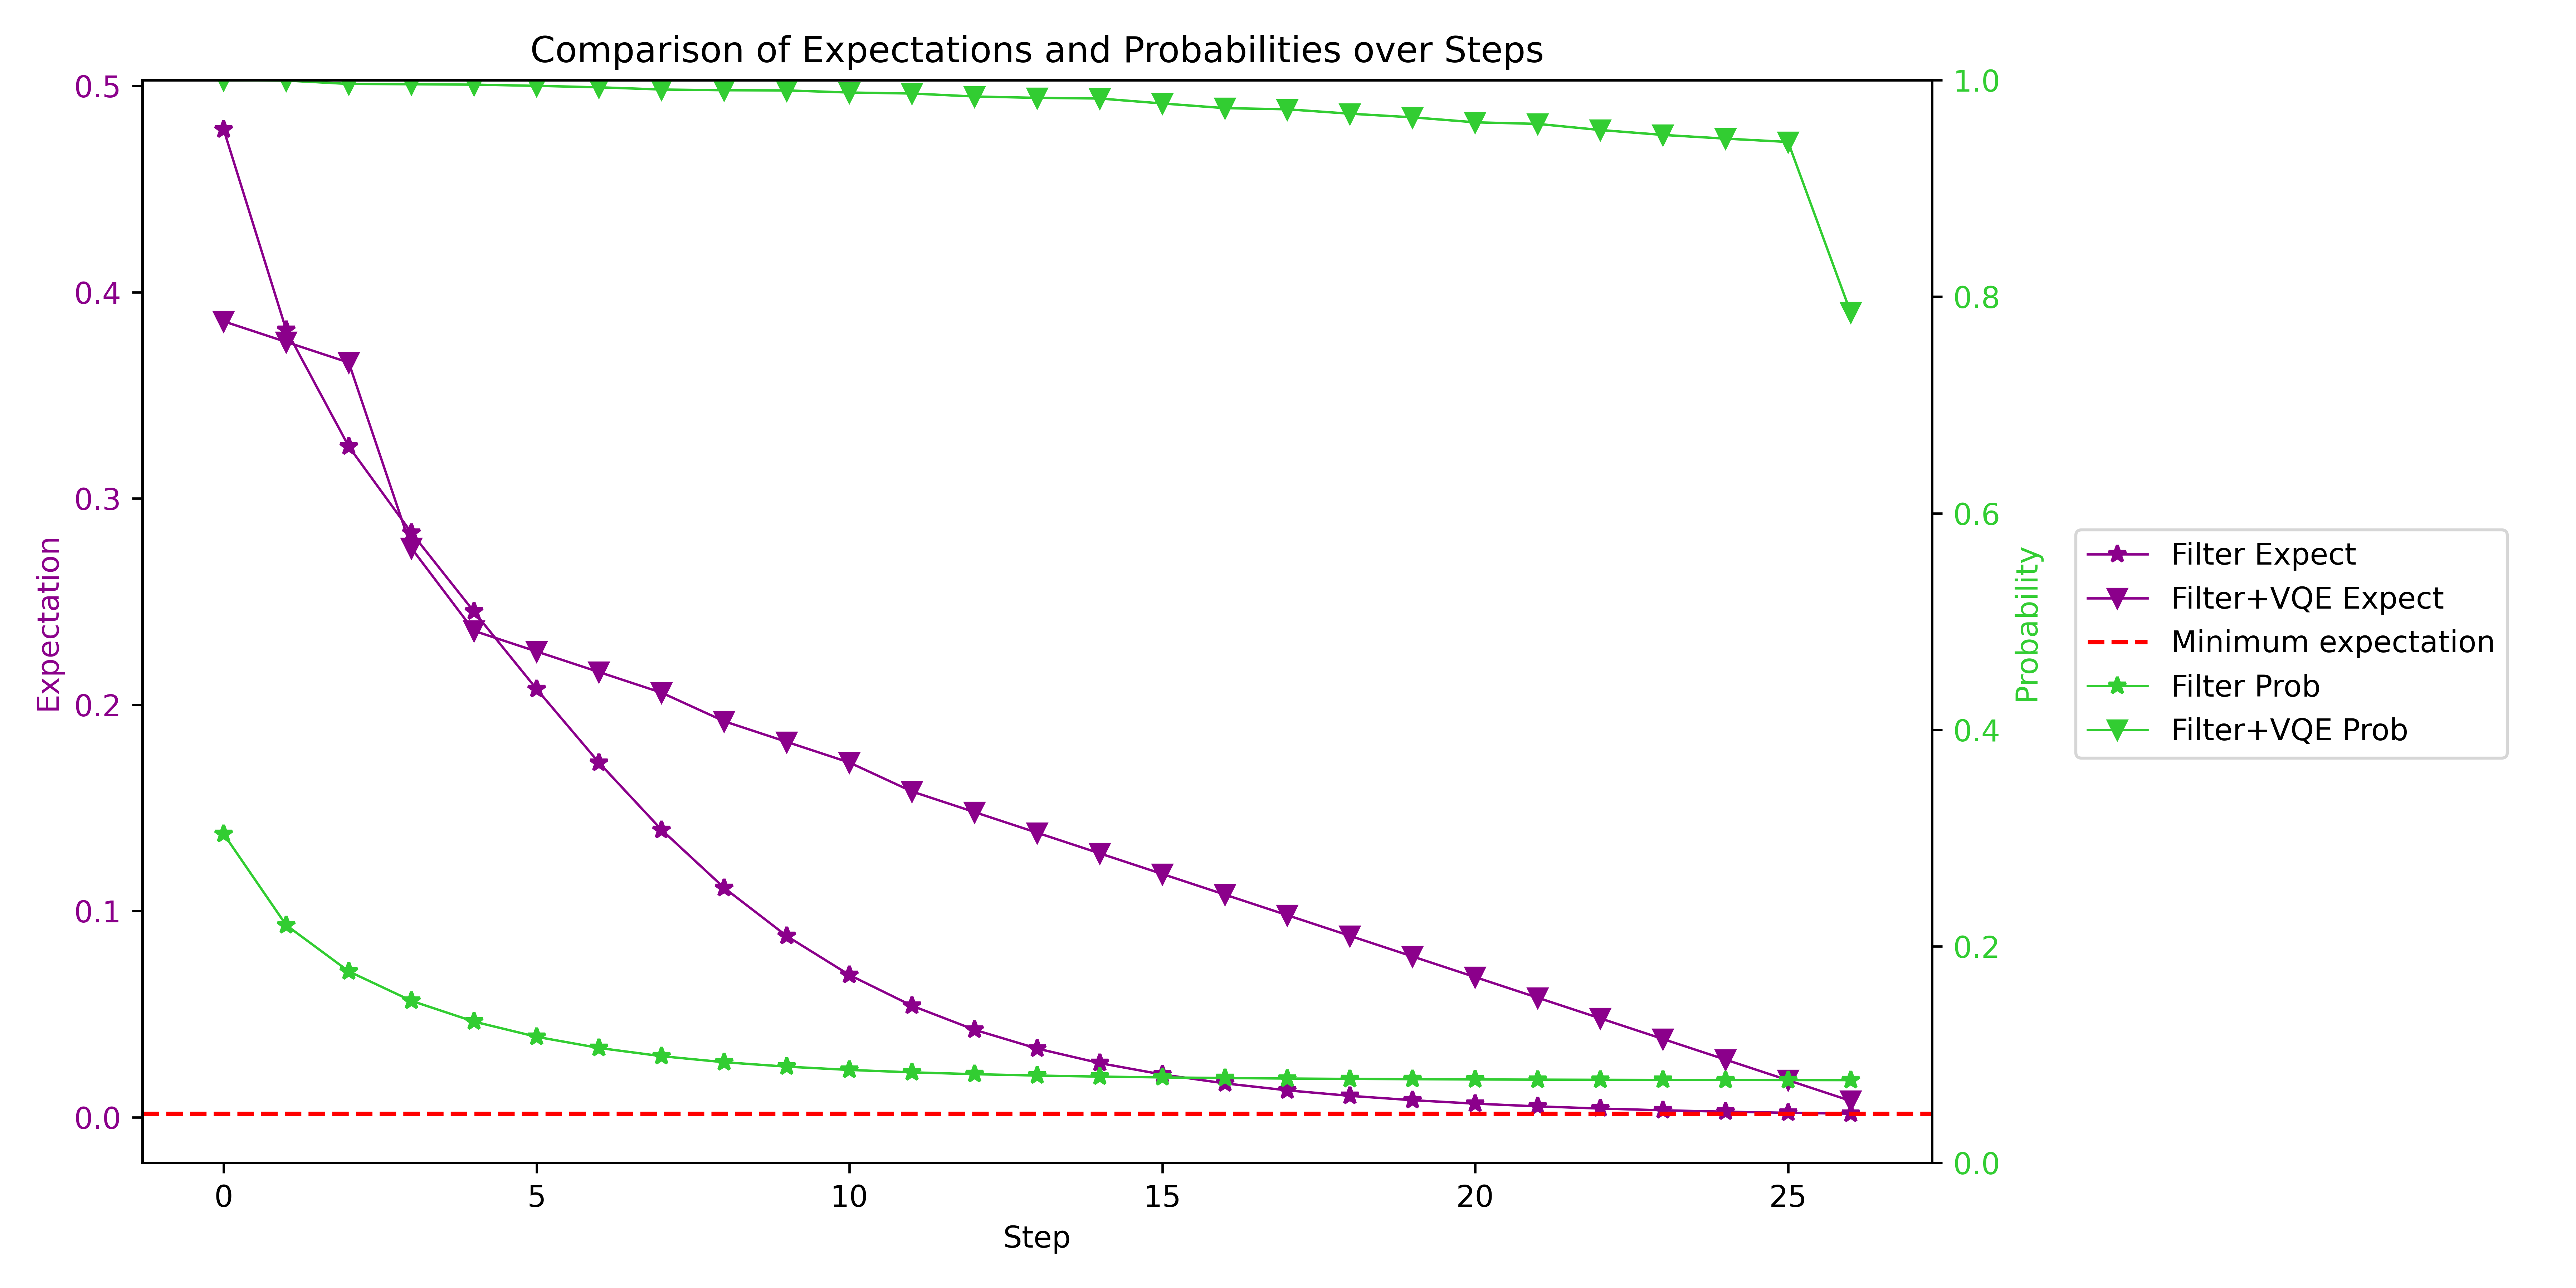 Comparison of Expectations and Probabilities over Steps
0.5
0.4
0.3
0.2
0.1
0.0
Expectation
0 5 10 15 20 25
Step
1.0
0.8
0.6
0.4
0.2
0.0
Probability
Filter Expect
Filter+VQE Expect
Minimum expectation
Filter Prob
Filter+VQE Prob